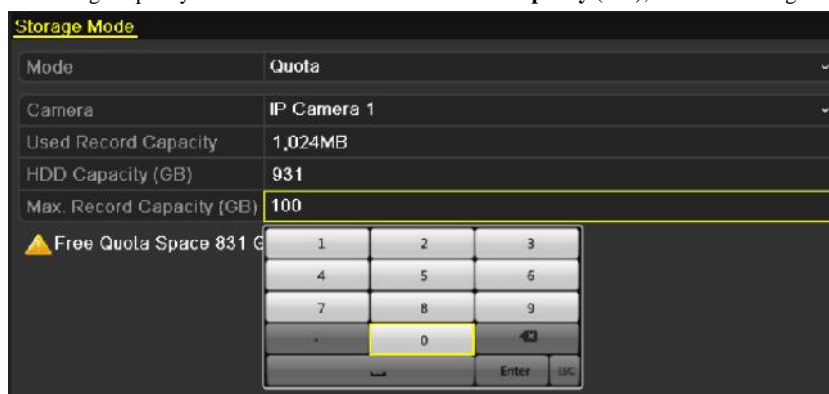 Storage Mode
Mode Quota
Camera IP Camera 1
Used Record Capacity 1,024MB
HDD Capacity (GB) 931
Max. Record Capacity (GB) 100
Free Quota Space 831 G
1 2 3
4 5 6
7 8 9
. 0
Enter ESC